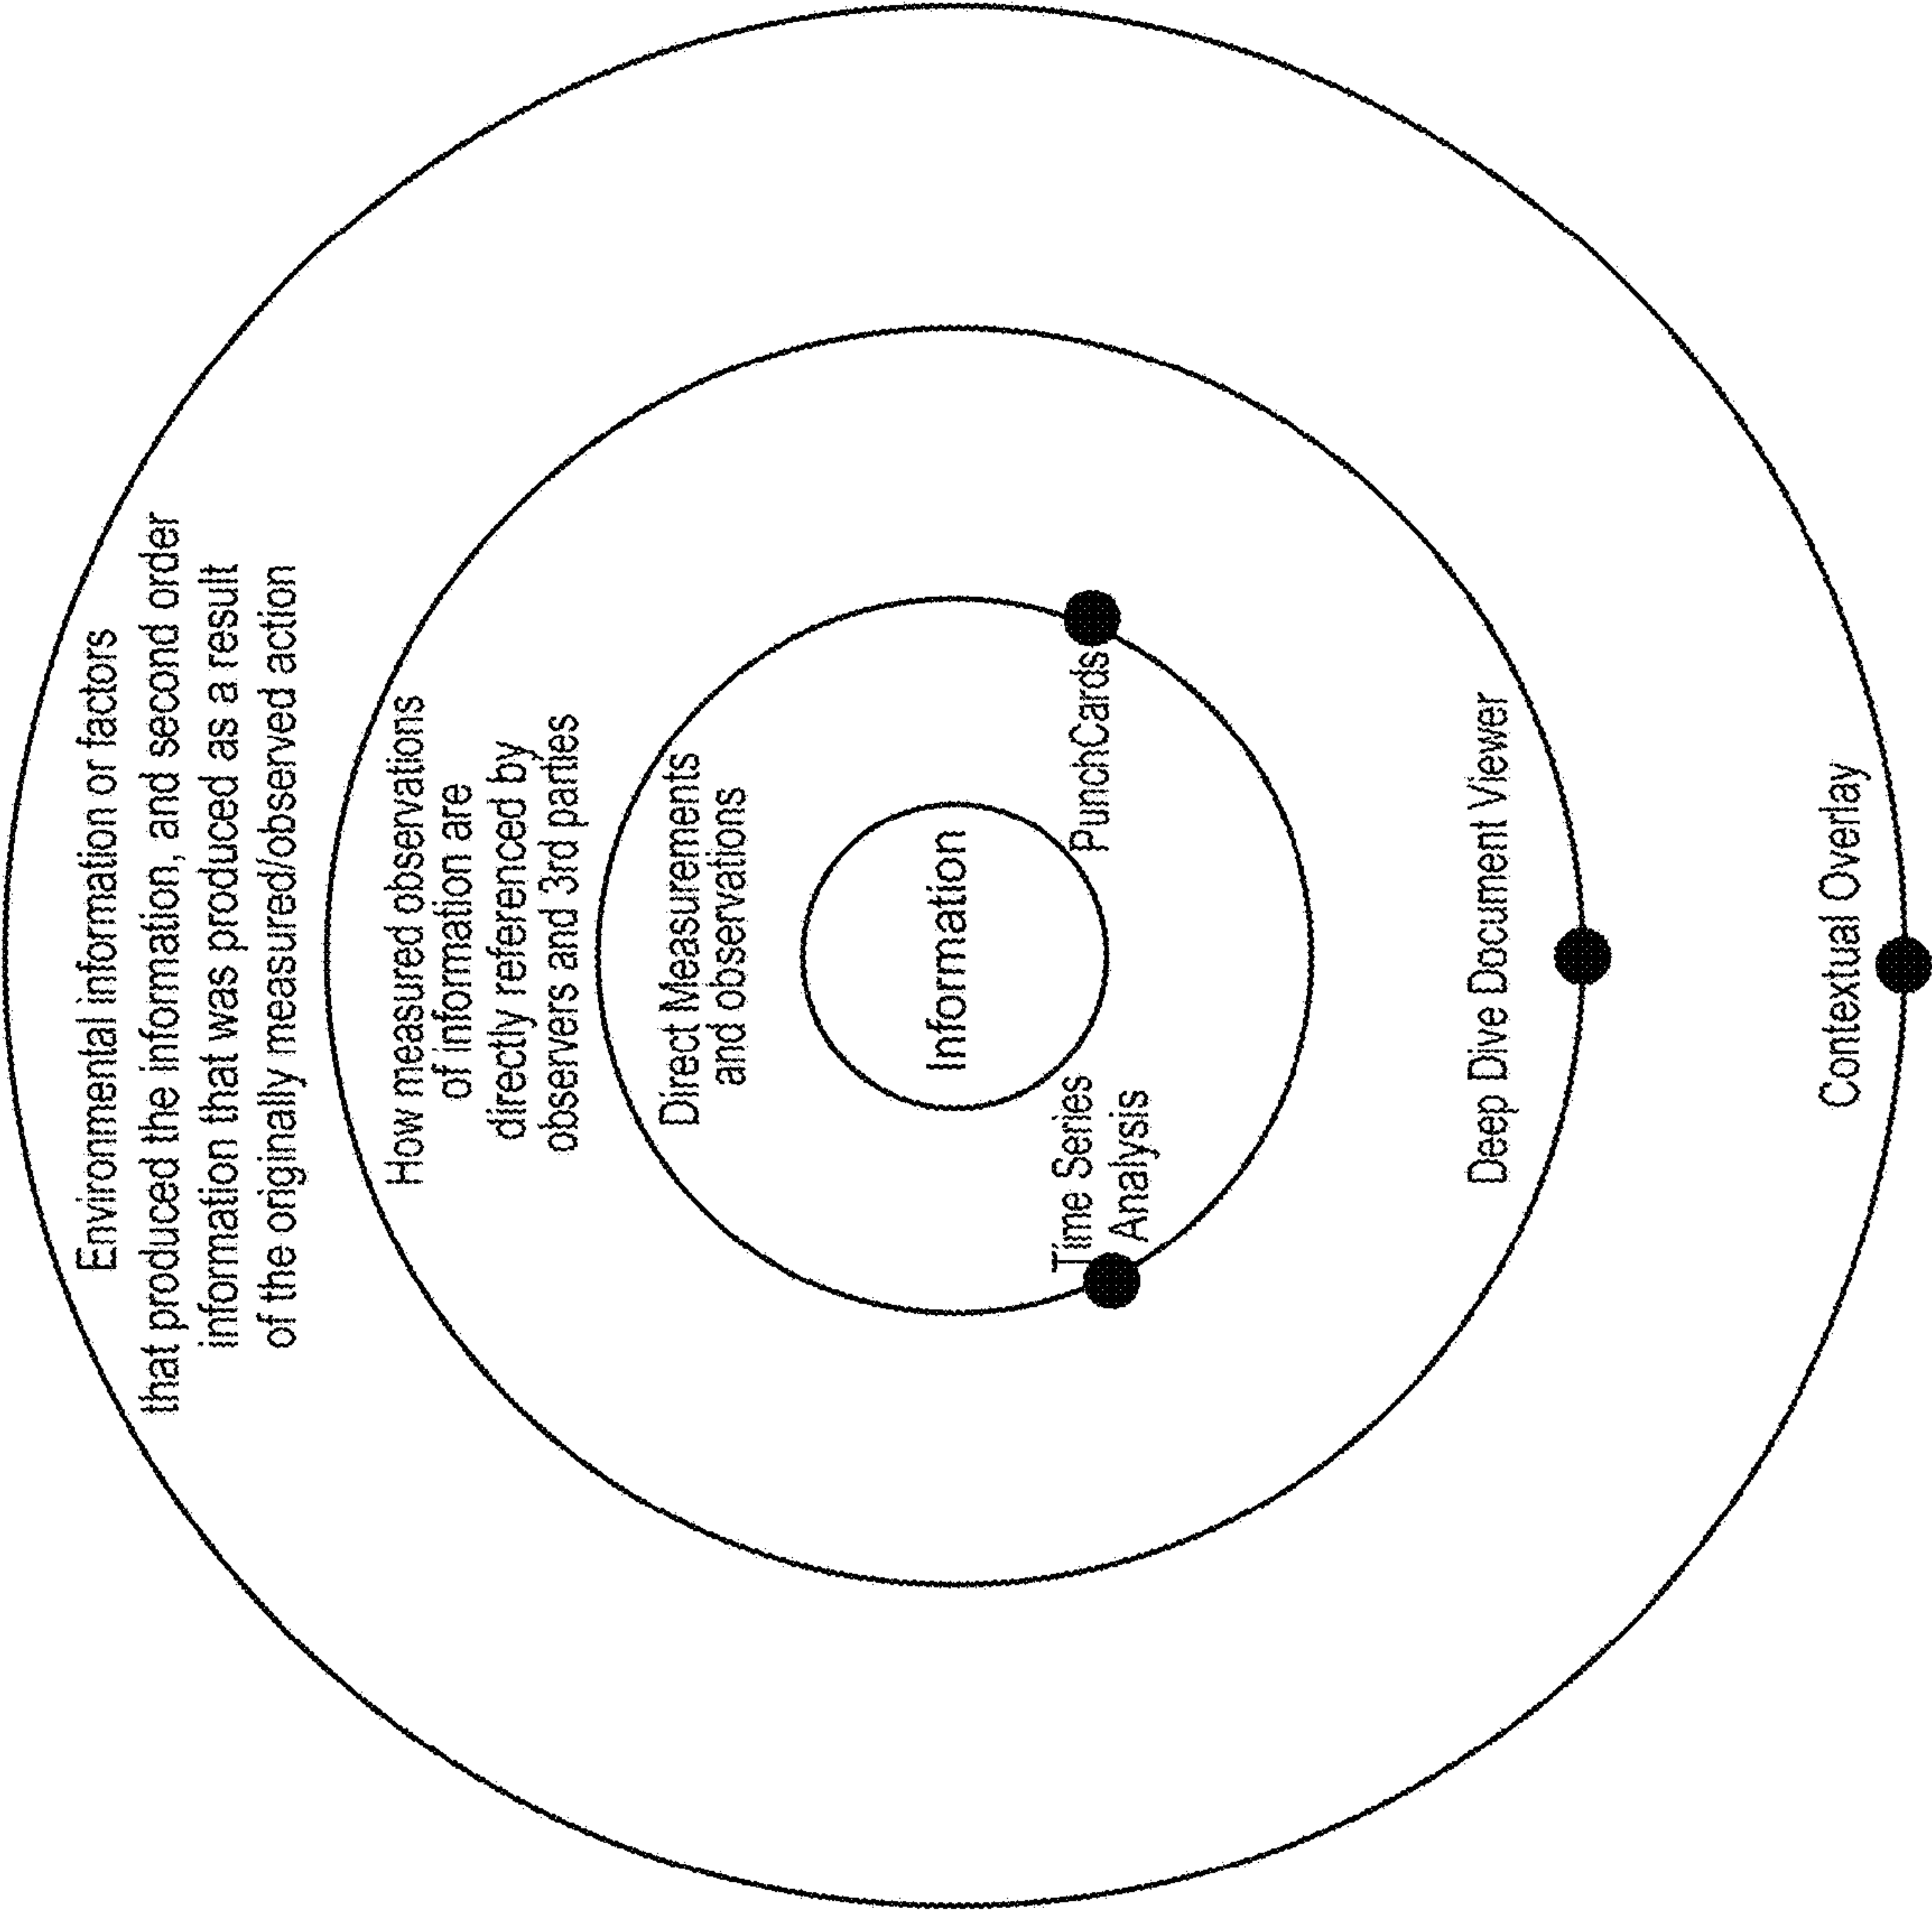 Environmental information or factors
that produced the information, and second order
information that was produced as a result
of the originally measured/observed action
How measured observations
of information are
directly referenced by
observers and 3rd parties
Direct Measurements
and observations
Information
Time Series
Analysis
PunchCards
Deep Dive Document Viewer
Contextual Overlay